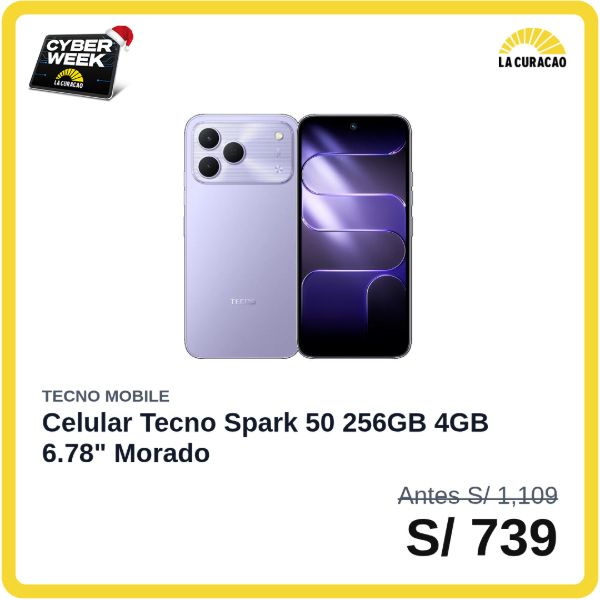 CYBER
WEEK
LA CURACAO
LA CURACAO
TECNO
TECNO MOBILE
Celular Tecno Spark 50 256GB 4GB
6.78" Morado
Antes S/ 1,109
S/ 739